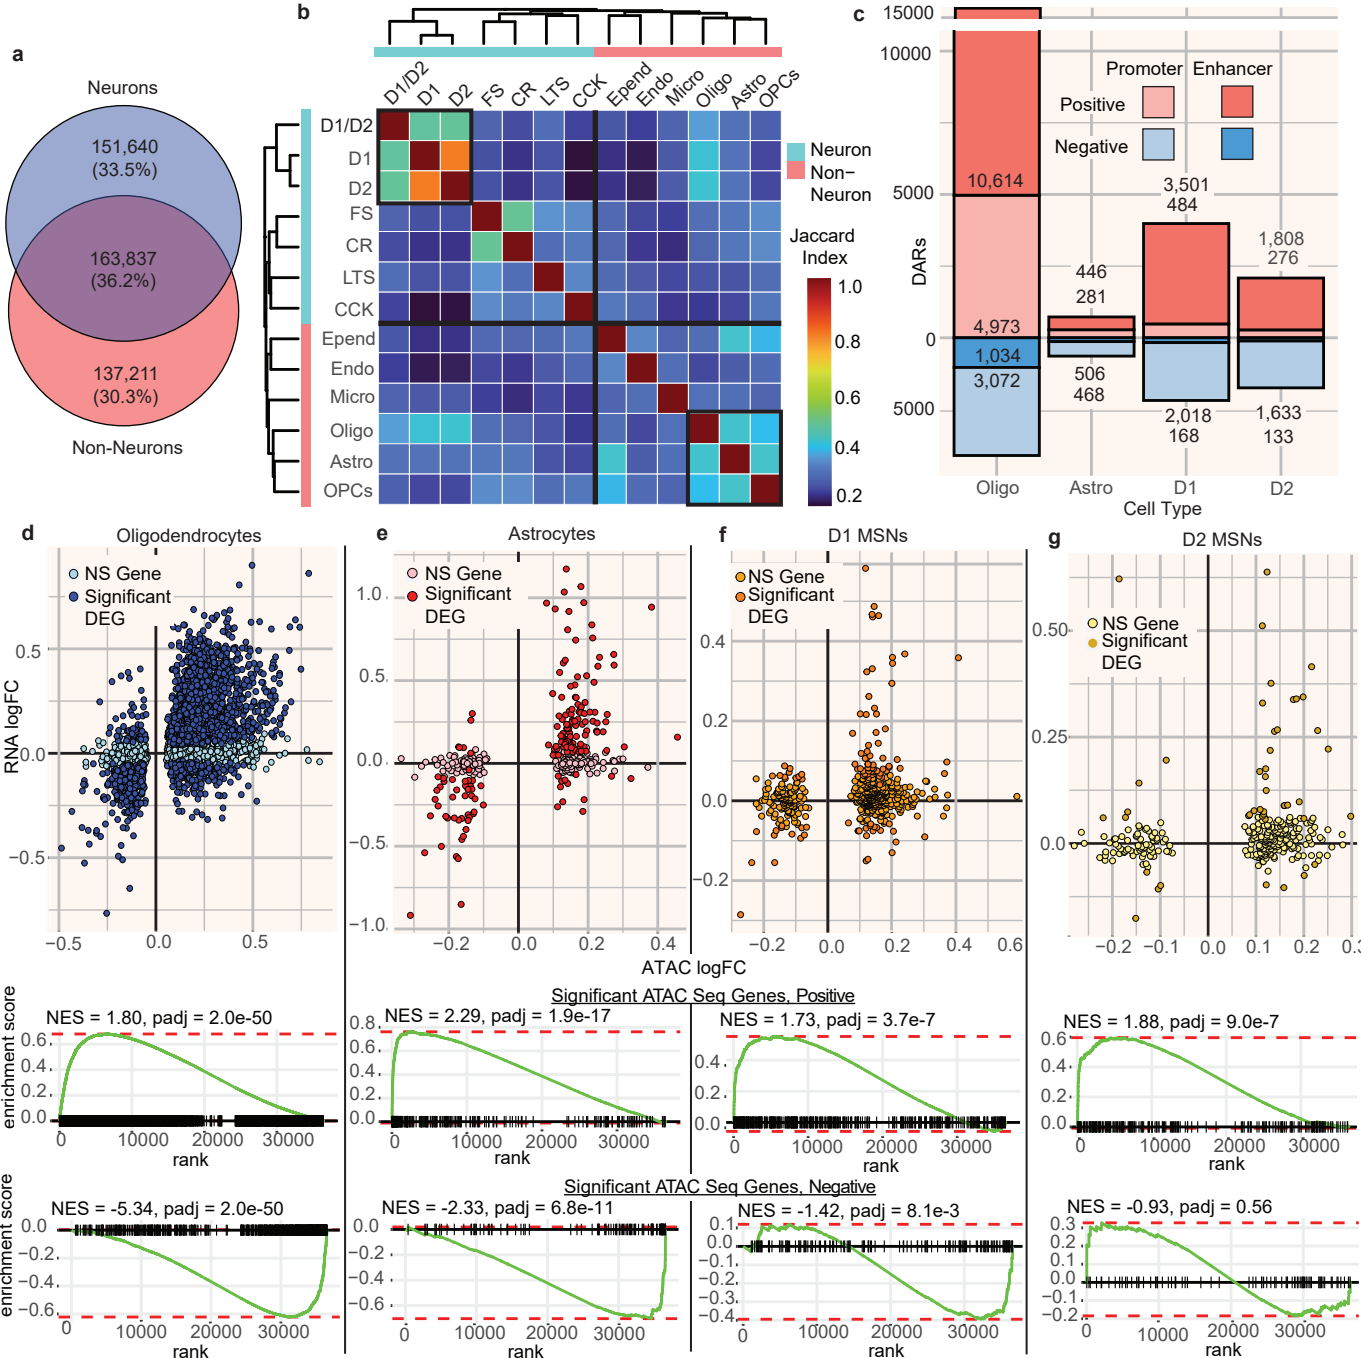 a
Neurons
151,640
(33.5%)
163,837
(36.2%)
137,211
(30.3%)
Non-Neurons
b
D1/D2
D1
D2
FS
CR
LTS
CCK
Epend
Endo
Micro
Oligo
Astro
OPCs
D1/D2
D1
D2
FS
CR
LTS
CCK
Epend
Endo
Micro
Oligo
Astro
OPCs
Neuron
Non-
Neuron
Jaccard
Index
1.0
0.8
0.6
0.4
0.2
c
15000
10000
5000
0
5000
DARs
Promoter Enhancer
Positive
Negative
10,614
4,973
1,034
3,072
446
281
506
468
3,501
484
2,018
168
1,808
276
1,633
133
Oligo
Astro
D1
D2
Cell Type
d
Oligodendrocytes
NS Gene
Significant
DEG
RNA logFC
0.5
0.0
−0.5
−0.5
0.0
0.5
e
Astrocytes
NS Gene
Significant
DEG
1.0
0.5
0.0
−0.5
−1.0
−0.2
0.0
0.2
0.4
f
D1 MSNs
NS Gene
Significant
DEG
0.4
0.2
0.0
−0.2
−0.2
0.0
0.2
0.4
0.6
g
D2 MSNs
NS Gene
Significant
DEG
0.50
0.25
0.0
−0.2
−0.1
0.0
0.1
0.2
0.3
ATAC logFC
Significant ATAC Seq Genes, Positive
enrichment score
NES = 1.80, padj = 2.0e-50
0.6
0.4
0.2
0.0
0
10000
20000
30000
rank
NES = 2.29, padj = 1.9e-17
0.8
0.6
0.4
0.2
0.0
0
10000
20000
30000
rank
NES = 1.73, padj = 3.7e-7
0.4
0.2
0.0
0
10000
20000
30000
rank
NES = 1.88, padj = 9.0e-7
0.6
0.4
0.2
0.0
0
10000
20000
30000
rank
Significant ATAC Seq Genes, Negative
enrichment score
NES = -5.34, padj = 2.0e-50
0.0
−0.2
−0.4
−0.6
0
10000
20000
30000
rank
NES = -2.33, padj = 6.8e-11
0.0
−0.2
−0.4
−0.6
0
10000
20000
30000
rank
NES = -1.42, padj = 8.1e-3
0.1
0.0
−0.1
−0.2
−0.3
−0.4
0
10000
20000
30000
rank
NES = -0.93, padj = 0.56
0.3
0.2
0.1
0.0
−0.1
−0.2
0
10000
20000
30000
rank